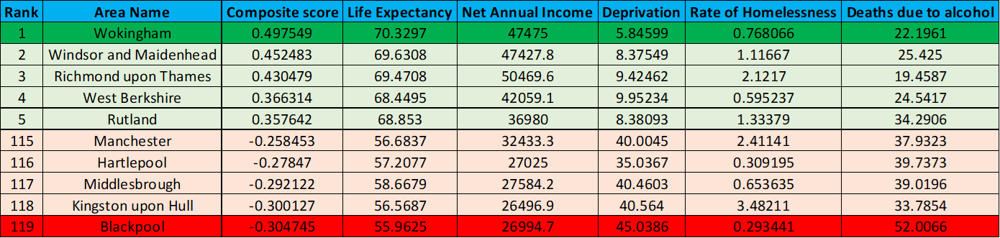 Rank Area Name Composite score Life Expectancy Net Annual Income Deprivation Rate of Homelessness Deaths due to alcohol
1 Wokingham 0.497549 70.3297 47475 5.84599 0.768066 22.1961
2 Windsor and Maidenhead 0.452483 69.6308 47427.8 8.37549 1.11667 25.425
3 Richmond upon Thames 0.430479 69.4708 50469.6 9.42462 2.1217 19.4587
4 West Berkshire 0.366314 68.4495 42059.1 9.95234 0.595237 24.5417
5 Rutland 0.357642 68.853 36980 8.38093 1.33379 34.2906
115 Manchester -0.258453 56.6837 32433.3 40.0045 2.41141 37.9323
116 Hartlepool -0.27847 57.2077 27025 35.0367 0.309195 39.7373
117 Middlesbrough -0.292122 58.6679 27584.2 40.4603 0.653635 39.0196
118 Kingston upon Hull -0.300127 56.5687 26496.9 40.564 3.48211 33.7854
119 Blackpool -0.304745 55.9625 26994.7 45.0386 0.293441 52.0066